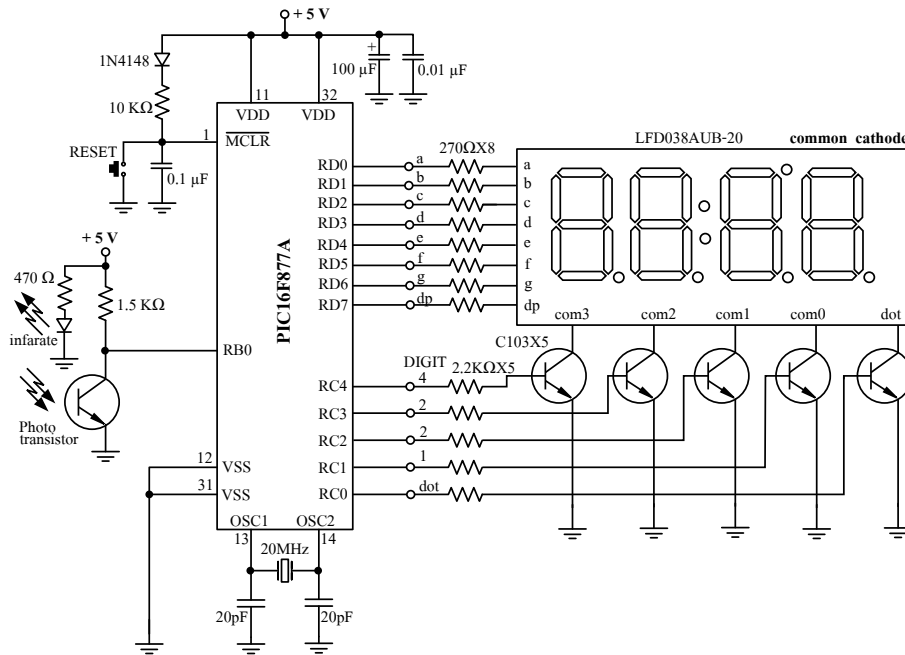 + 5 V
1N4148
100 µF
0.01 µF
11
32
10 KΩ
VDD
VDD
1
MCLR
RESET
0.1 µF
LFD038AUB-20
common cathode
270ΩX8
RD0
a
a
RD1
b
b
RD2
c
c
RD3
d
d
RD4
e
e
RD5
f
f
RD6
g
g
RD7
dp
dp
+ 5 V
470 Ω
1.5 KΩ
infarate
PIC16F877A
RB0
com3
com2
com1
com0
dot
C103X5
DIGIT
2.2KΩX5
RC4
4
RC3
2
RC2
2
RC1
1
RC0
dot
Photo
transistor
12
VSS
31
VSS
OSC1
OSC2
13
14
20MHz
20pF
20pF